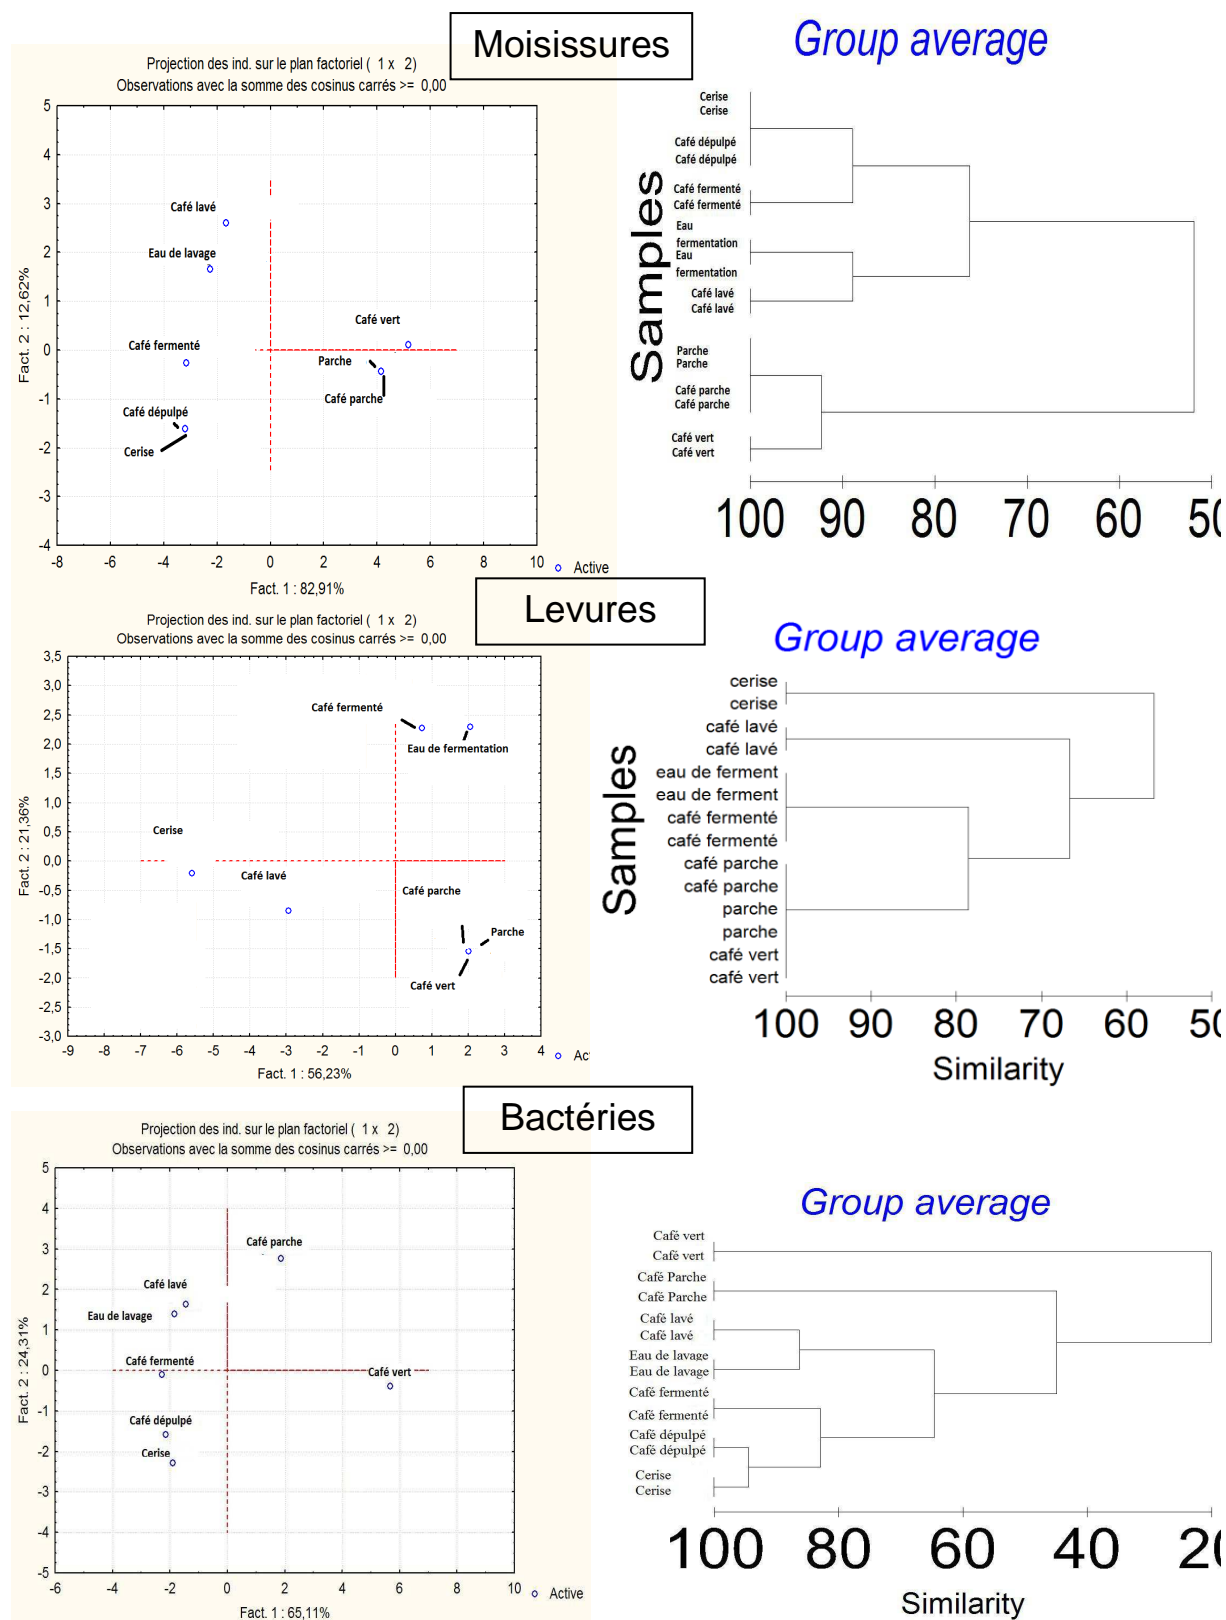 Moisissures
Projection des ind. sur le plan factoriel ( 1 x 2)
Observations avec la somme des cosinus carrés >= 0,00
5
4
3
2
1
0
-1
-2
-3
-4
Fact. 2 : 12,62%
Café lavé
Eau de lavage
Café fermenté
Café dépulpé
Cerise
Café vert
Parche
Café parche
-8 -6 -4 -2 0 2 4 6 8 10
Fact. 1 : 82,91%
Active
Group average
Samples
Cerise
Cerise
Café dépulpé
Café dépulpé
Café fermenté
Café fermenté
Eau
fermentation
Eau
fermentation
Café lavé
Café lavé
Parche
Parche
Café parche
Café parche
Café vert
Café vert
100 90 80 70 60 50
Levures
Projection des ind. sur le plan factoriel ( 1 x 2)
Observations avec la somme des cosinus carrés >= 0,00
3,5
3,0
2,5
2,0
1,5
1,0
0,5
0,0
-0,5
-1,0
-1,5
-2,0
-2,5
-3,0
Fact. 2 : 21,36%
Café fermenté
Eau de fermentation
Cerise
Café lavé
Café parche
Parche
Café vert
-9 -8 -7 -6 -5 -4 -3 -2 -1 0 1 2 3 4
Fact. 1 : 56,23%
Act
Group average
Samples
cerise
cerise
café lavé
café lavé
eau de ferment
eau de ferment
café fermenté
café fermenté
café parche
café parche
parche
parche
café vert
café vert
100 90 80 70 60 50
Similarity
Bactéries
Projection des ind. sur le plan factoriel ( 1 x 2)
Observations avec la somme des cosinus carrés >= 0,00
5
4
3
2
1
0
-1
-2
-3
-4
-5
Fact. 2 : 24,31%
Café parche
Café lavé
Eau de lavage
Café fermenté
Café vert
Café dépulpé
Cerise
-6 -4 -2 0 2 4 6 8 10
Fact. 1 : 65,11%
Active
Group average
Café vert
Café vert
Café Parche
Café Parche
Café lavé
Café lavé
Eau de lavage
Eau de lavage
Café fermenté
Café fermenté
Café dépulpé
Café dépulpé
Cerise
Cerise
100 80 60 40 20
Similarity